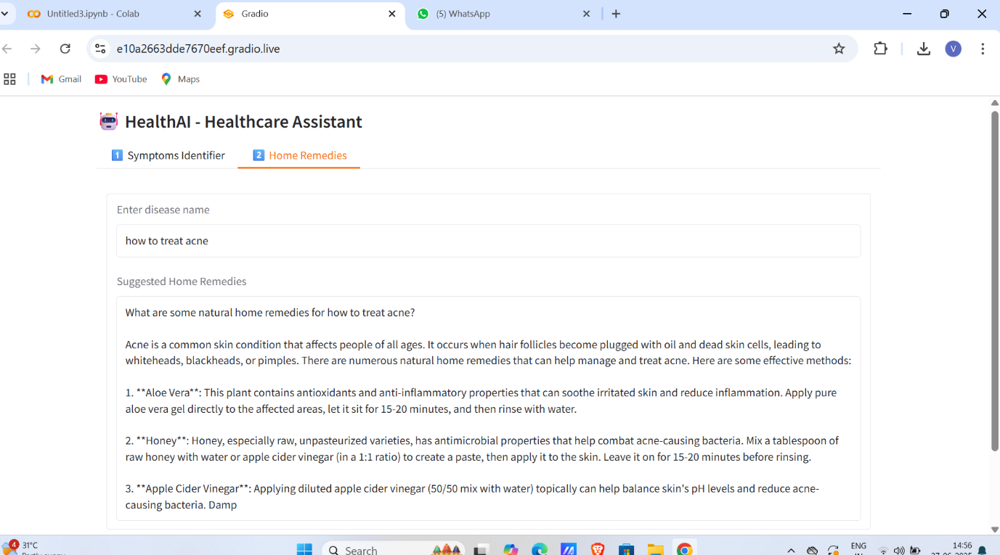 Untitled3.ipynb - Colab
Gradio
(5) WhatsApp
e10a2663dde7670eef.gradio.live
V
Gmail
YouTube
Maps
HealthAI - Healthcare Assistant
1 Symptoms Identifier
2 Home Remedies
Enter disease name
how to treat acne
Suggested Home Remedies
What are some natural home remedies for how to treat acne?
Acne is a common skin condition that affects people of all ages. It occurs when hair follicles become plugged with oil and dead skin cells, leading to
whiteheads, blackheads, or pimples. There are numerous natural home remedies that can help manage and treat acne. Here are some effective methods:
1. **Aloe Vera**: This plant contains antioxidants and anti-inflammatory properties that can soothe irritated skin and reduce inflammation. Apply pure
aloe vera gel directly to the affected areas, let it sit for 15-20 minutes, and then rinse with water.
2. **Honey**: Honey, especially raw, unpasteurized varieties, has antimicrobial properties that help combat acne-causing bacteria. Mix a tablespoon of
raw honey with water or apple cider vinegar (in a 1:1 ratio) to create a paste, then apply it to the skin. Leave it on for 15-20 minutes before rinsing.
3. **Apple Cider Vinegar**: Applying diluted apple cider vinegar (50/50 mix with water) topically can help balance skin's pH levels and reduce acne-
causing bacteria. Damp
4
31°C
Search
ENG
14:56